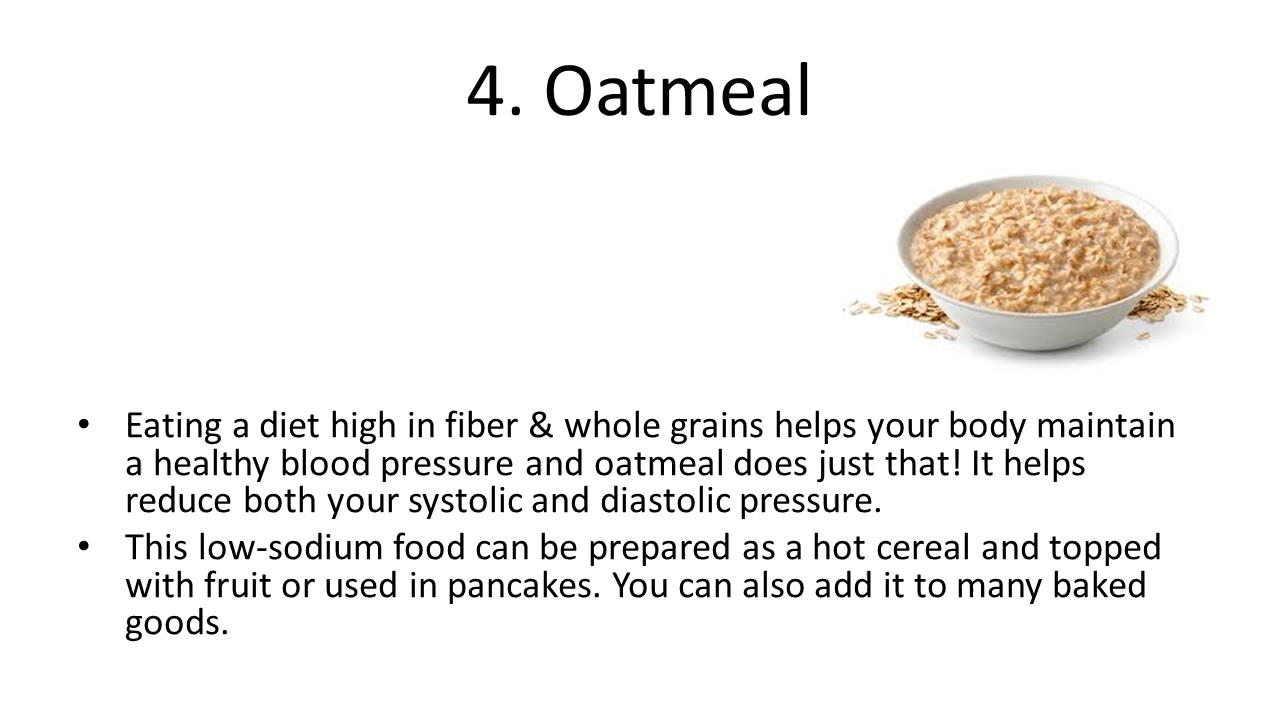 4. Oatmeal
• Eating a diet high in fiber & whole grains helps your body maintain
a healthy blood pressure and oatmeal does just that! It helps
reduce both your systolic and diastolic pressure.
• This low-sodium food can be prepared as a hot cereal and topped
with fruit or used in pancakes. You can also add it to many baked
goods.